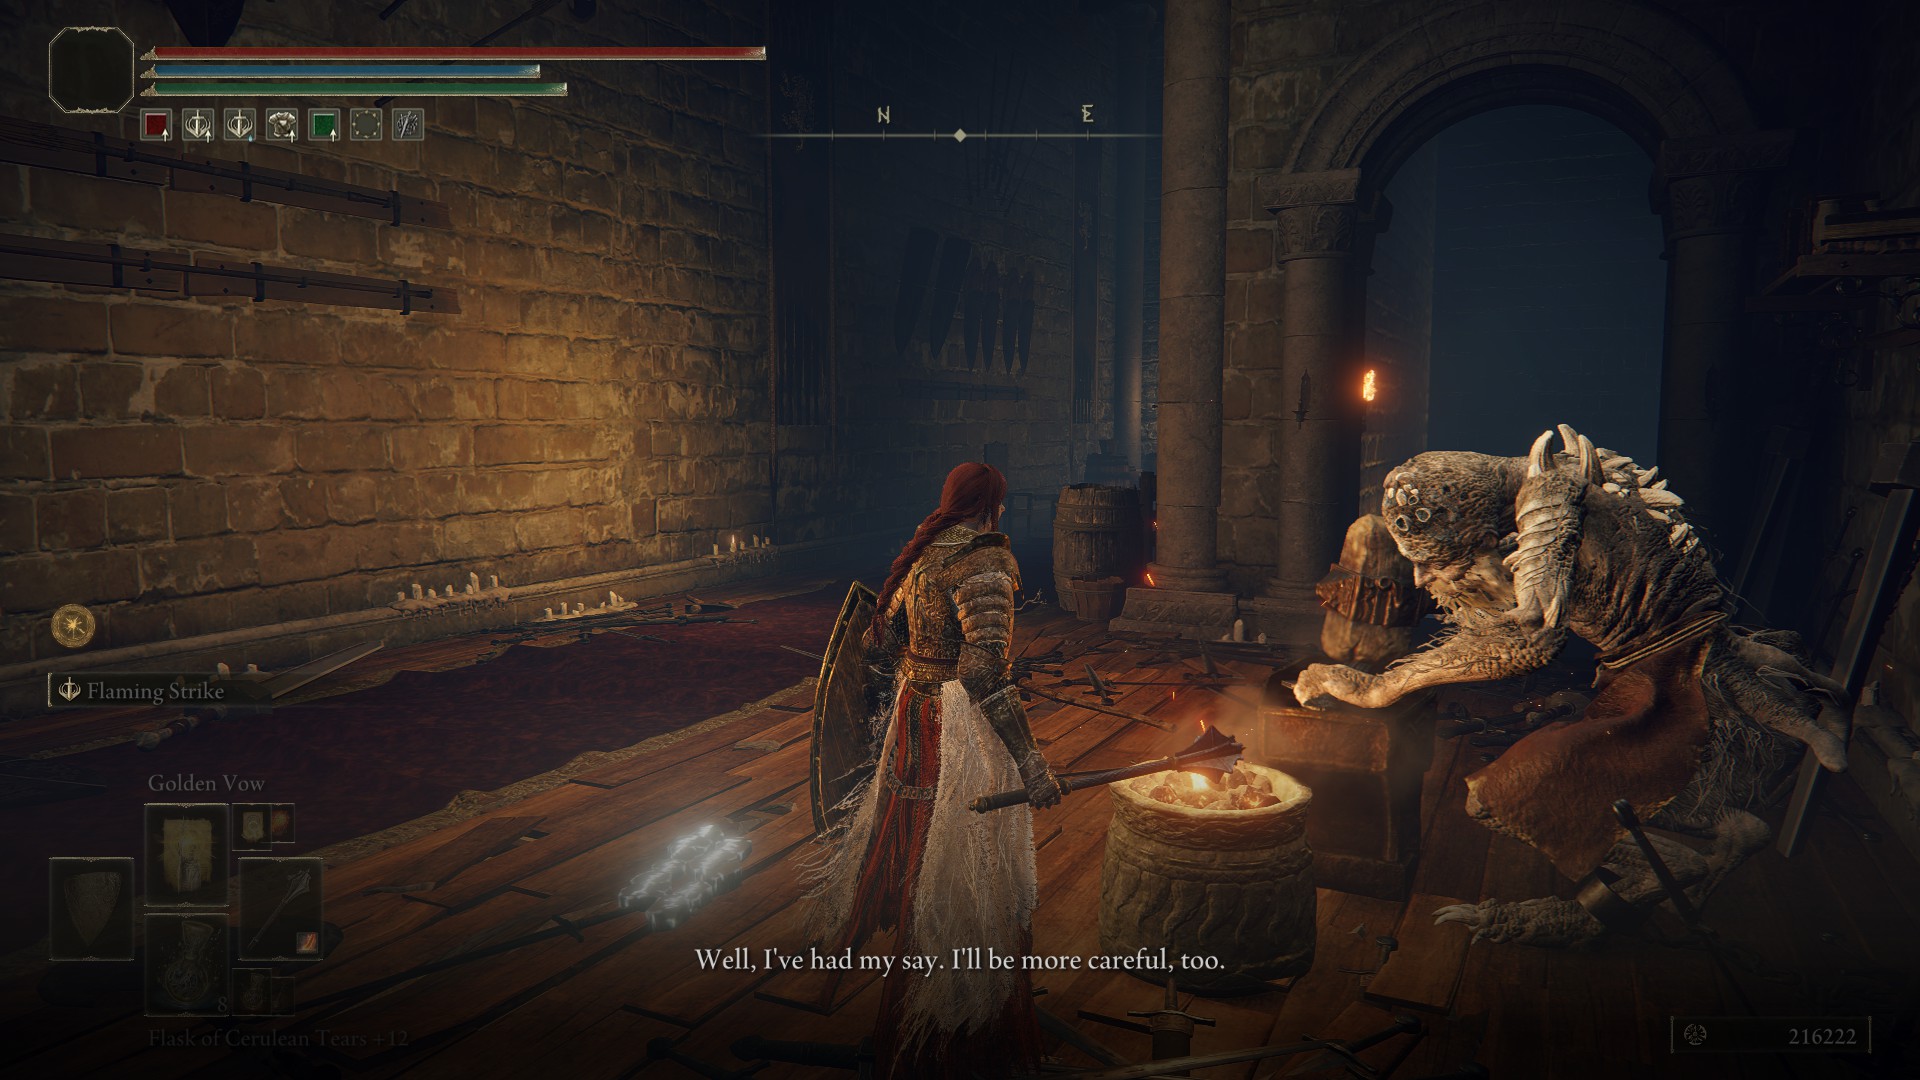 N E
Flaming Strike
Golden Vow
8
Well, I've had my say. I'll be more careful, too.
Flask of Cerulean Tears +12
216222